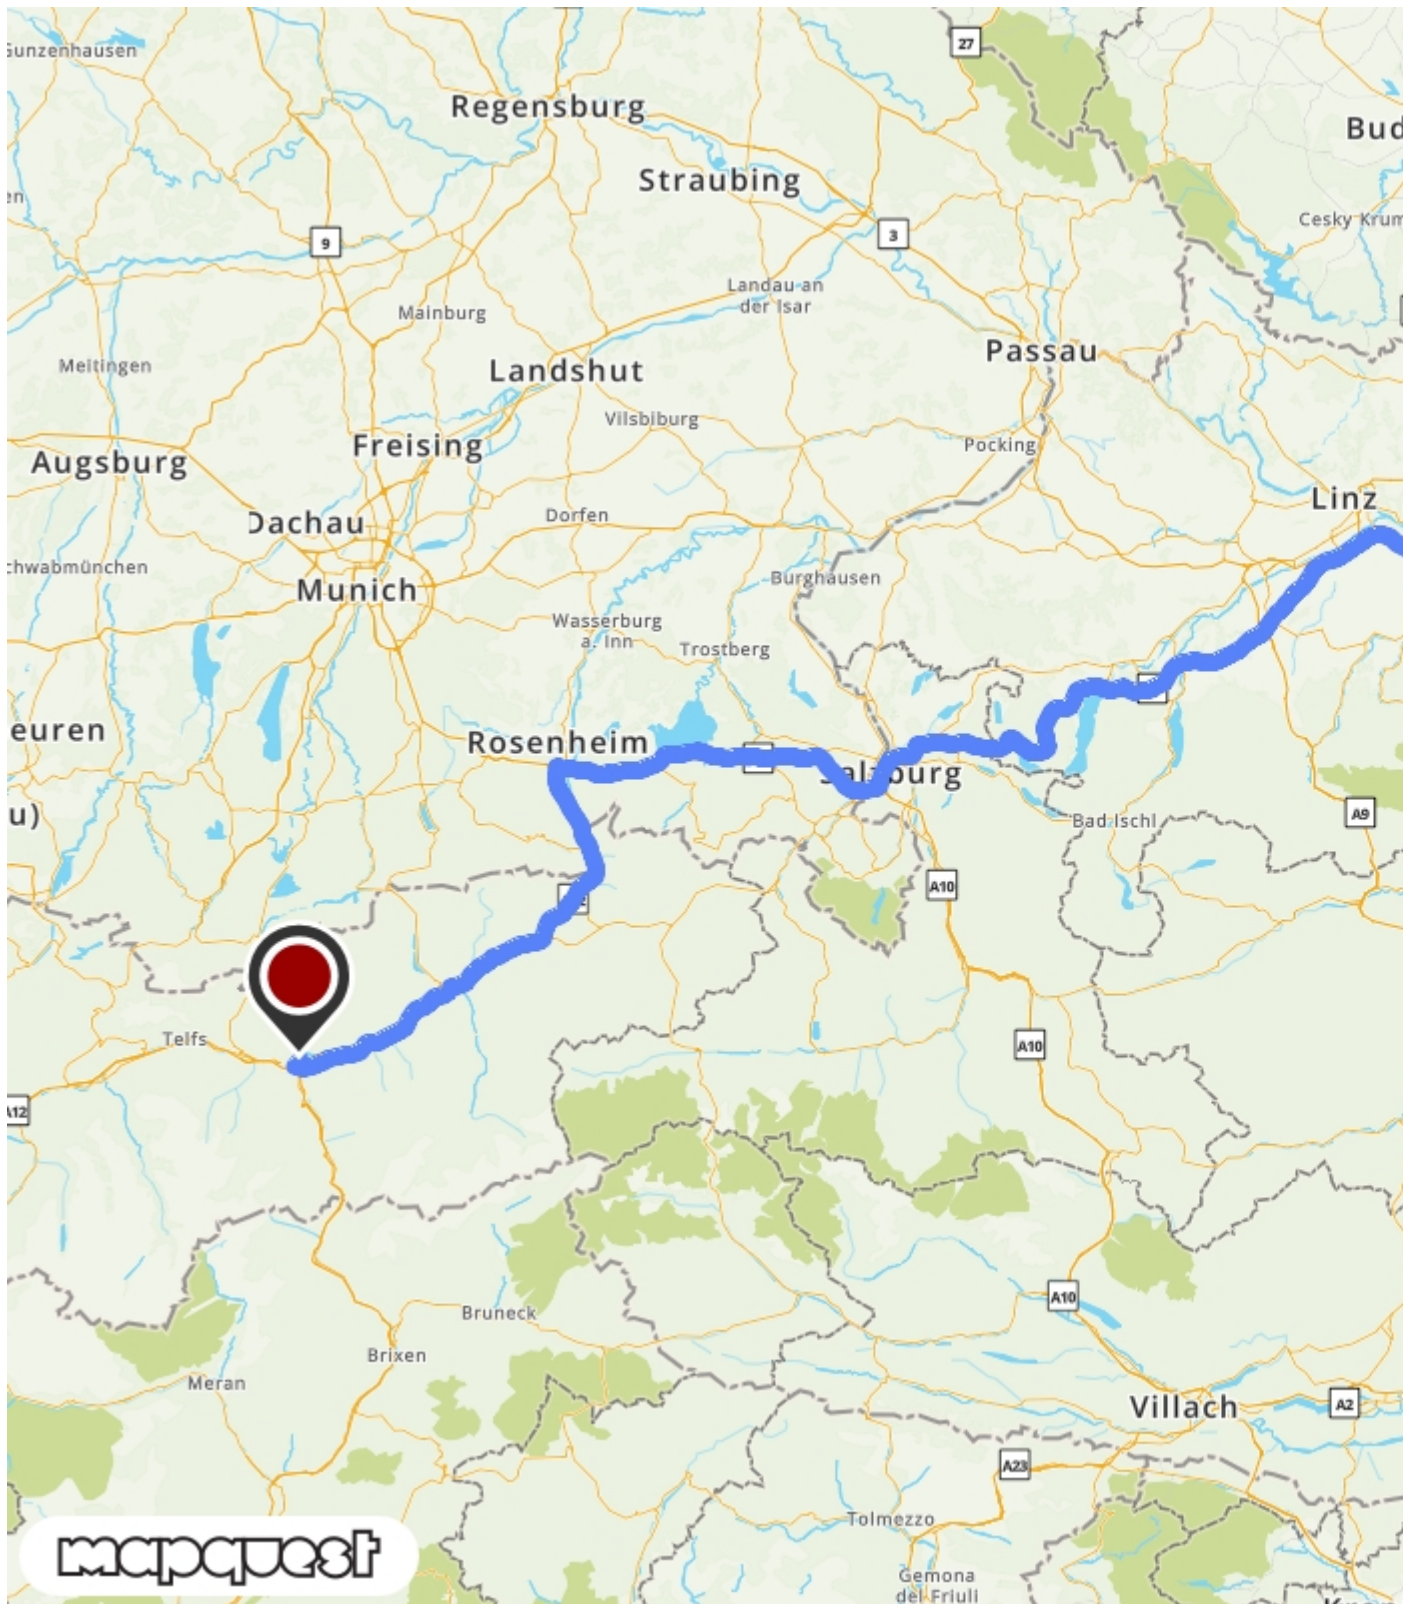 27
Gunzenhausen
Regensburg
Bud
Straubing
en
Cesky Krum
9
3
Landau an
der Isar
Mainburg
Passau
Meitingen
Landshut
Vilsbiburg
Freising
Pocking
Augsburg
Linz
Dachau
Dorfen
chwabmünchen
Burghausen
Munich
Wasserburg
a. Inn
Trostberg
euren
Rosenheim
Salzburg
u)
A9
Bad Ischl
A10
Telfs
A10
A12
A10
Bruneck
Brixen
Meran
Villach
A2
A23
Tolmezzo
mapquest
Gemona
del Friuli